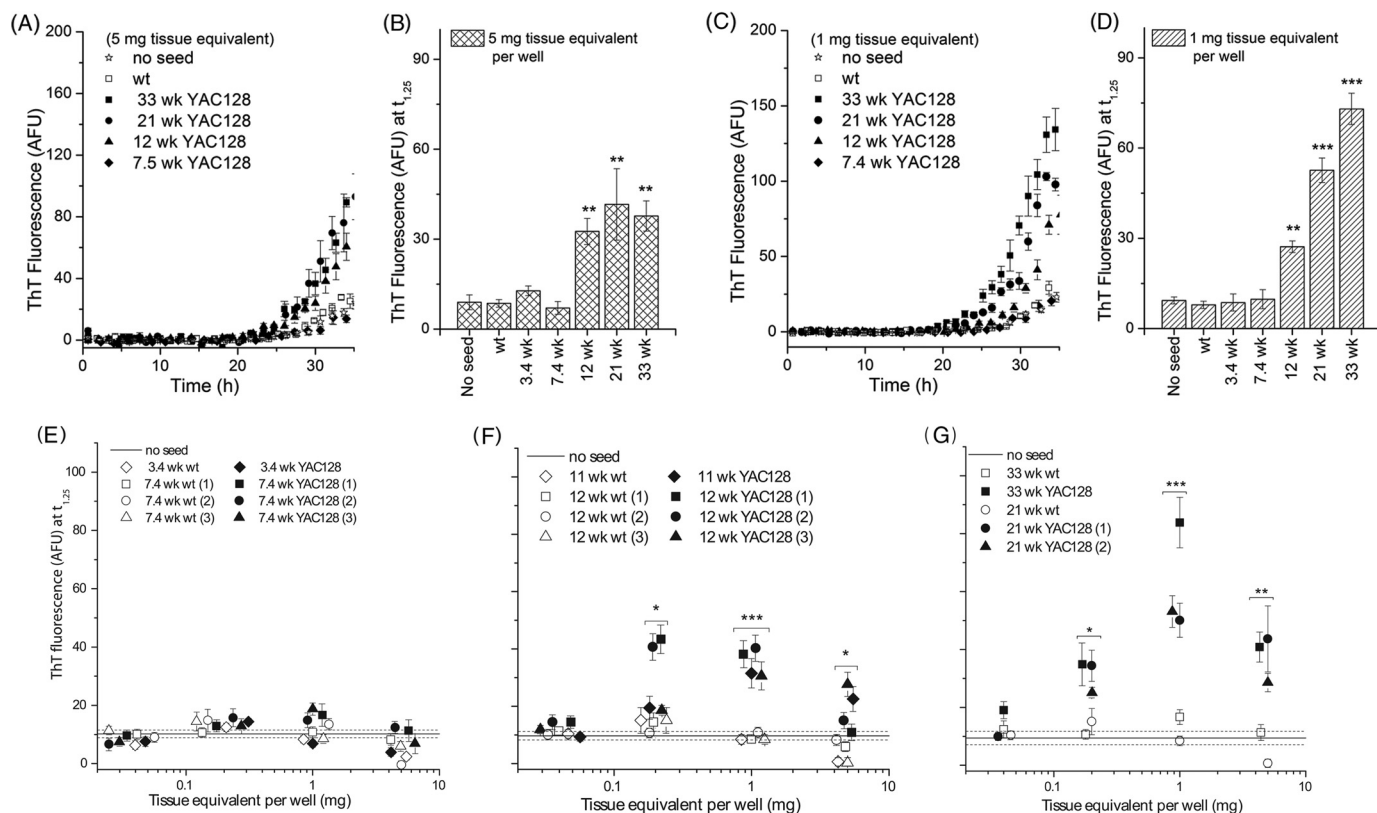 (A)
(5 mg tissue equivalent)
no seed
wt
33 wk YAC128
21 wk YAC128
12 wk YAC128
7.5 wk YAC128
ThT Fluorescence (AFU)
200
160
120
80
40
0
0
10
20
30
Time (h)
(B)
5 mg tissue equivalent
per well
ThT Fluorescence (AFU) at t1.25
90
60
30
0
**
**
**
No seed
wt
3.4 wk
7.4 wk
12 wk
21 wk
33 wk
(C)
(1 mg tissue equivalent)
no seed
wt
33 wk YAC128
21 wk YAC128
12 wk YAC128
7.4 wk YAC128
ThT Fluorescence (AFU)
200
150
100
50
0
0
10
20
30
Time (h)
(D)
1 mg tissue equivalent
per well
ThT Fluorescence (AFU) at t1.25
90
60
30
0
**
***
***
No seed
wt
3.4 wk
7.4 wk
12 wk
21 wk
33 wk
(E)
no seed
3.4 wk wt
3.4 wk YAC128
7.4 wk wt (1)
7.4 wk YAC128 (1)
7.4 wk wt (2)
7.4 wk YAC128 (2)
7.4 wk wt (3)
7.4 wk YAC128 (3)
ThT fluorescence (AFU) at t1.25
100
80
60
40
20
0
0.1
1
10
Tissue equivalent per well (mg)
(F)
no seed
11 wk wt
11 wk YAC128
12 wk wt (1)
12 wk YAC128 (1)
12 wk wt (2)
12 wk YAC128 (2)
12 wk wt (3)
12 wk YAC128 (3)
*
***
*
0.1
1
10
Tissue equivalent per well (mg)
(G)
no seed
33 wk wt
33 wk YAC128
21 wk wt
21 wk YAC128 (1)
21 wk YAC128 (2)
*
***
**
0.1
1
10
Tissue equivalent per well (mg)